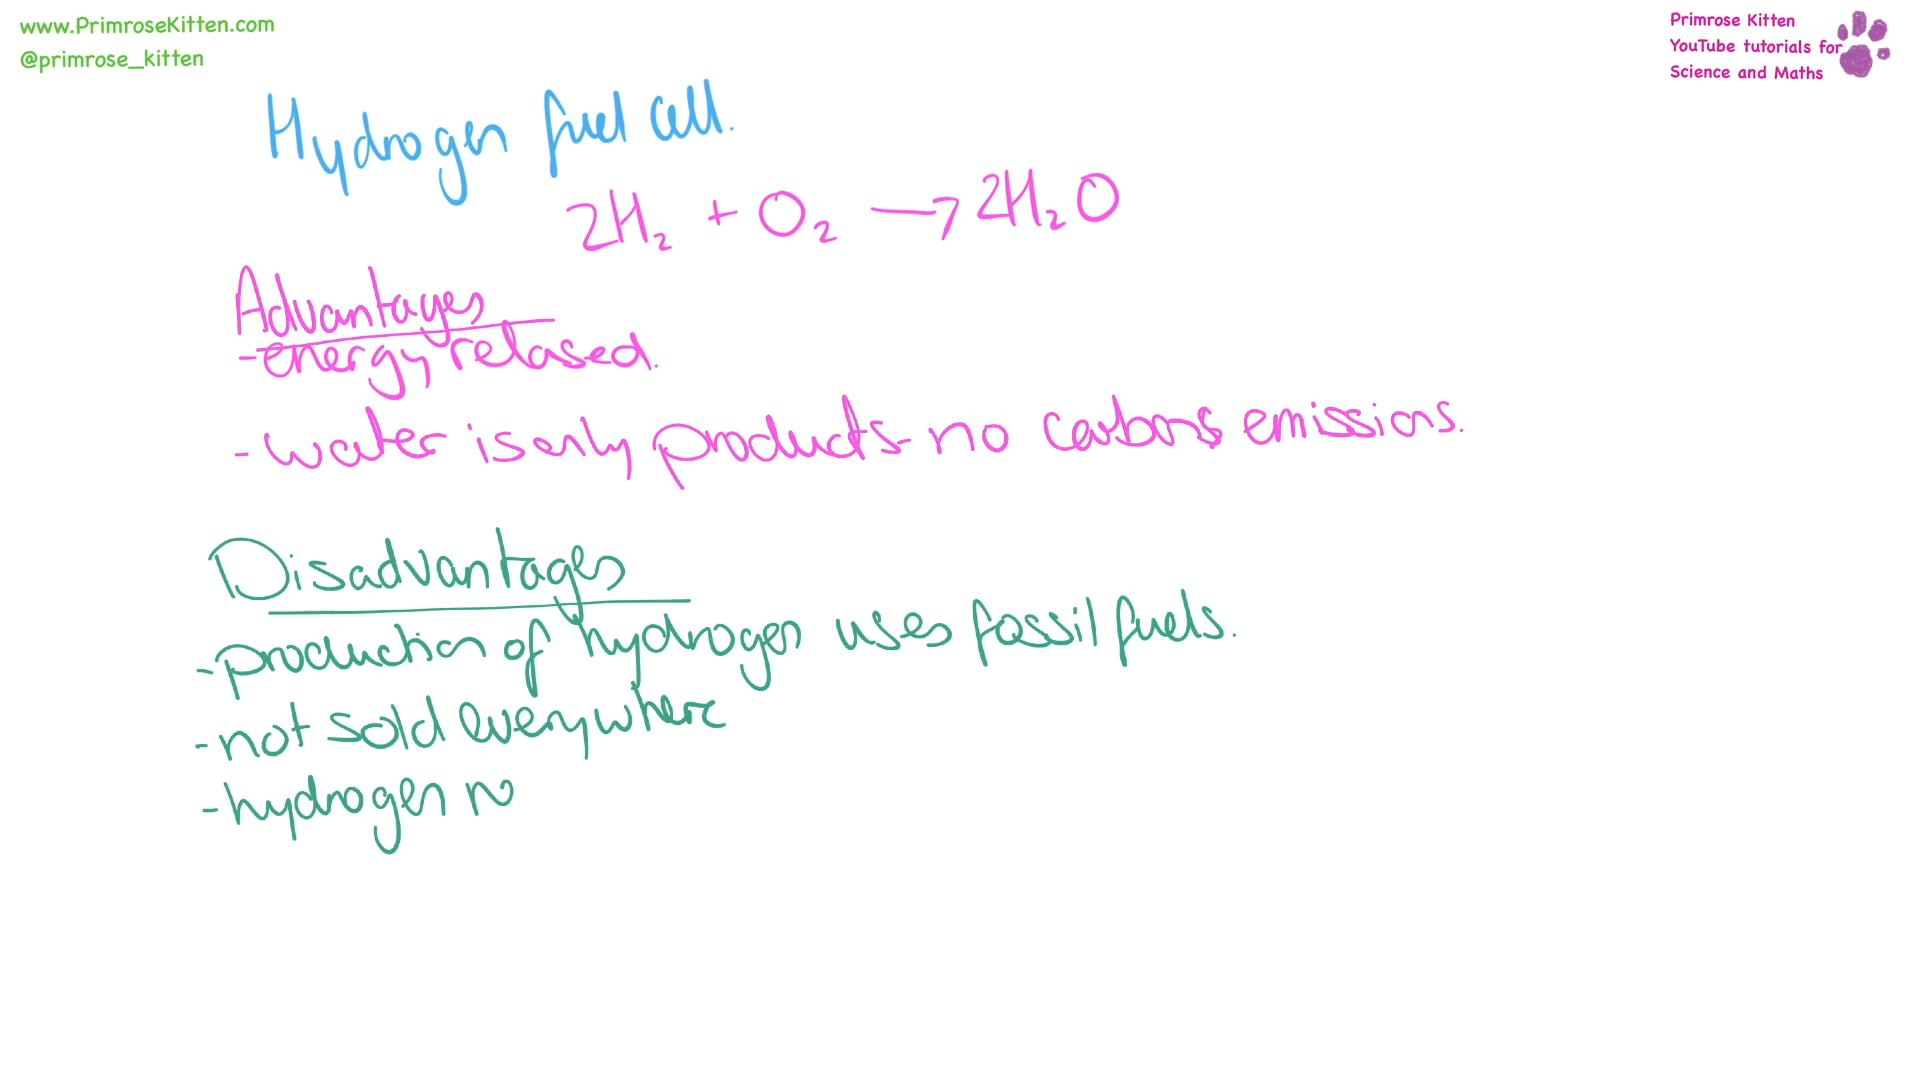 www.PrimroseKitten.com
@primrose_kitten
Primrose Kitten
YouTube tutorials for
Science and Maths
Hydrogen fuel cell.
2H₂ + O₂ → 2H₂O
Advantages
- energy relased.
- water is only products - no carbons emissions.
Disadvantages
- production of hydrogen uses fossil fuels.
- not sold everywhere
- hydrogen no